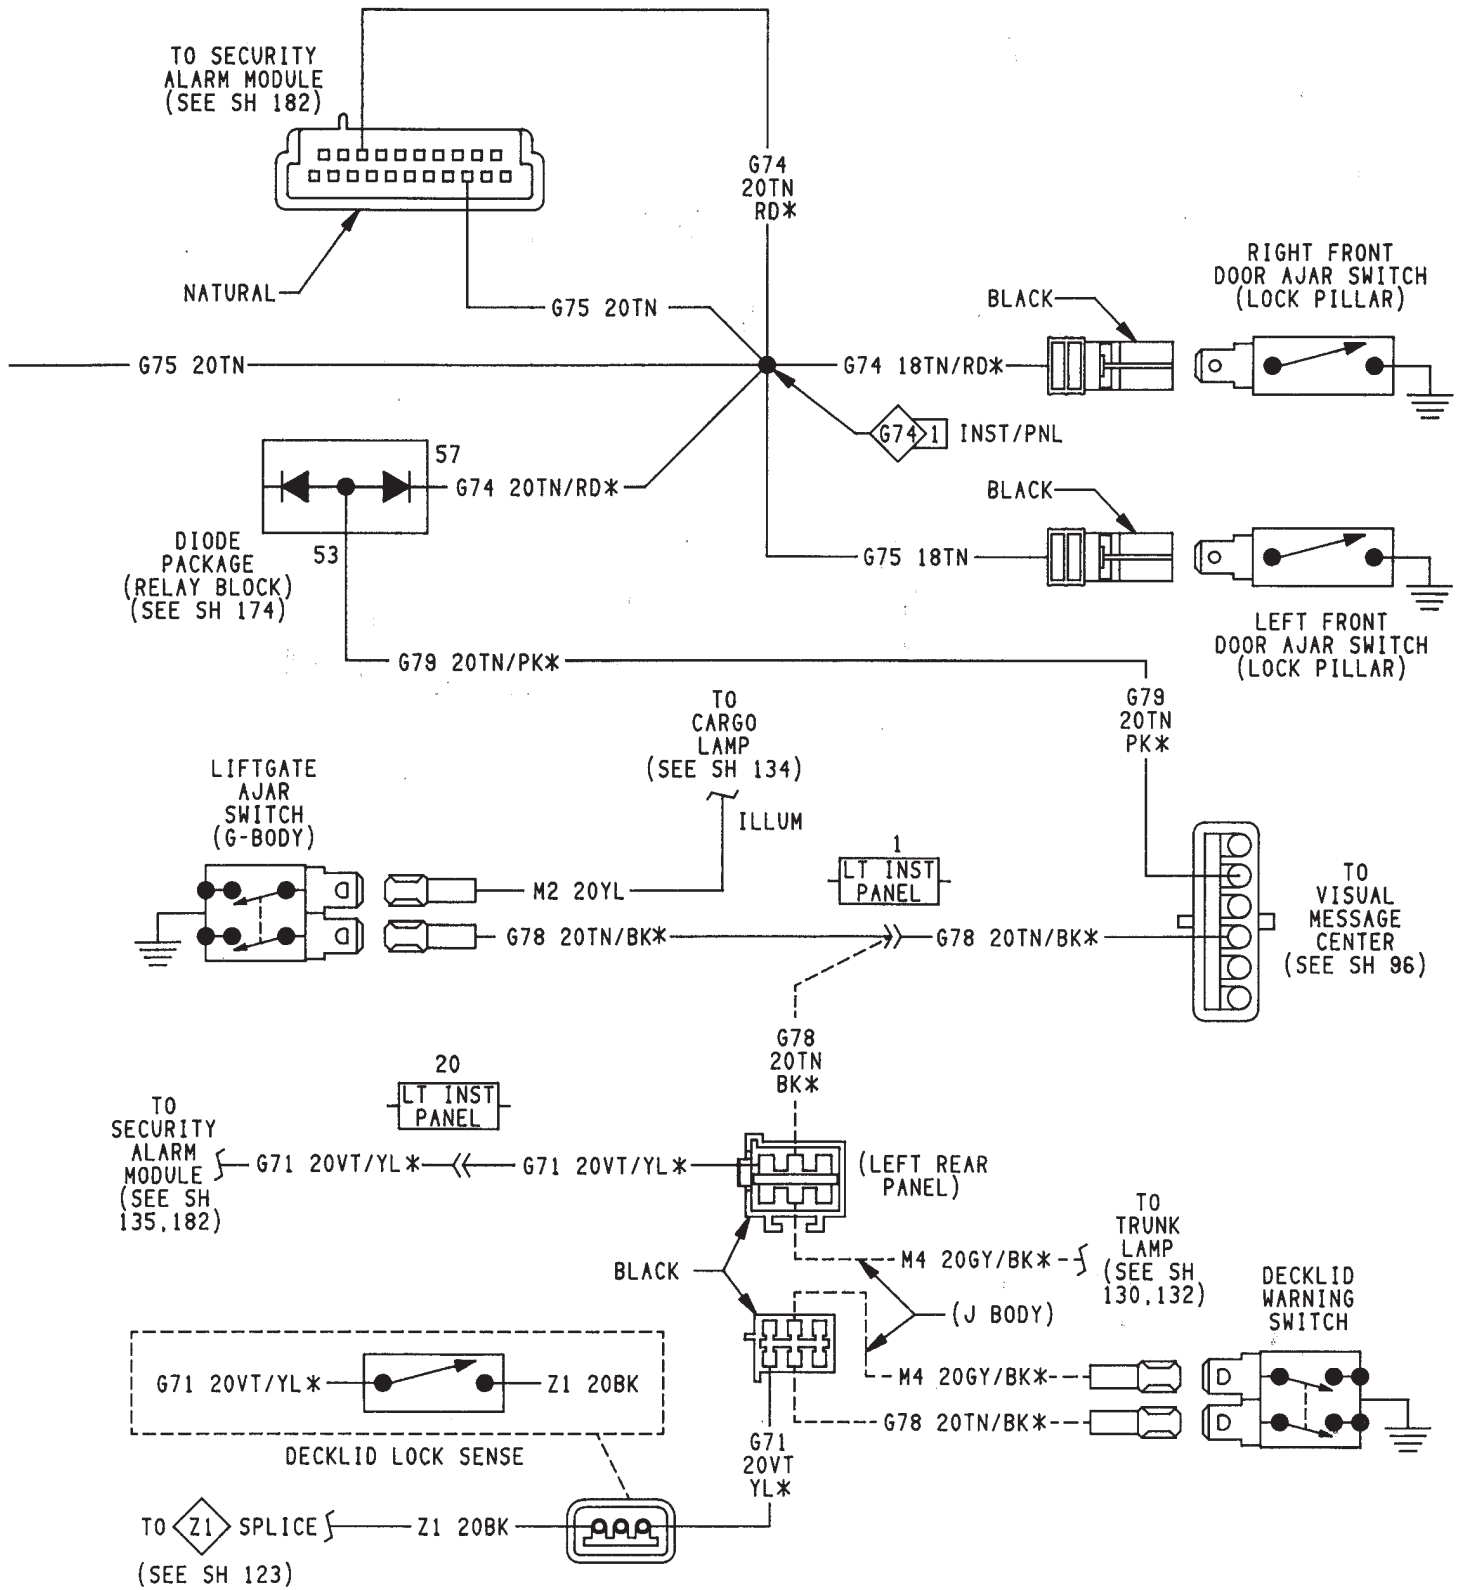 TO SECURITY
ALARM MODULE
(SEE SH 182)
G74
20TN
RD*
NATURAL
G75 20TN
BLACK
RIGHT FRONT
DOOR AJAR SWITCH
(LOCK PILLAR)
G75 20TN
G74 18TN/RD*
G74 1 INST/PNL
57
G74 20TN/RD*
53
DIODE
PACKAGE
(RELAY BLOCK)
(SEE SH 174)
BLACK
G75 18TN
LEFT FRONT
DOOR AJAR SWITCH
(LOCK PILLAR)
G79 20TN/PK*
G79
20TN
PK*
TO
CARGO
LAMP
(SEE SH 134)
ILLUM
LIFTGATE
AJAR
SWITCH
(G-BODY)
M2 20YL
1
LT INST
PANEL
G78 20TN/BK*
G78 20TN/BK*
TO
VISUAL
MESSAGE
CENTER
(SEE SH 96)
G78
20TN
BK*
20
LT INST
PANEL
TO
SECURITY
ALARM
MODULE
(SEE SH
135,182)
G71 20VT/YL*
G71 20VT/YL*
(LEFT REAR
PANEL)
BLACK
M4 20GY/BK*
TO
TRUNK
LAMP
(SEE SH
130,132)
(J BODY)
DECKLID
WARNING
SWITCH
M4 20GY/BK*
G78 20TN/BK*
G71 20VT/YL*
Z1 20BK
DECKLID LOCK SENSE
G71
20VT
YL*
TO Z1 SPLICE
Z1 20BK
(SEE SH 123)